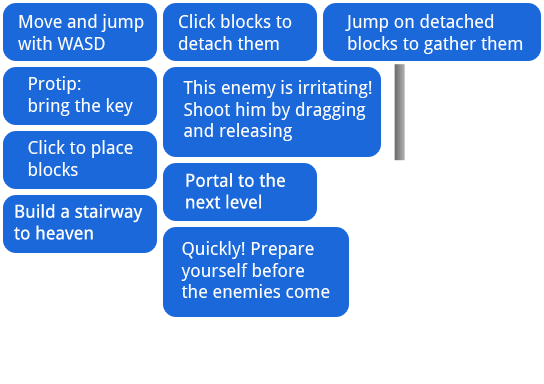 Move and jump
with WASD
Click blocks to
detach them
Jump on detached
blocks to gather them
Protip:
bring the key
This enemy is irritating!
Shoot him by dragging
and releasing
Click to place
blocks
Build a stairway
to heaven
Portal to the
next level
Quickly! Prepare
yourself before
the enemies come